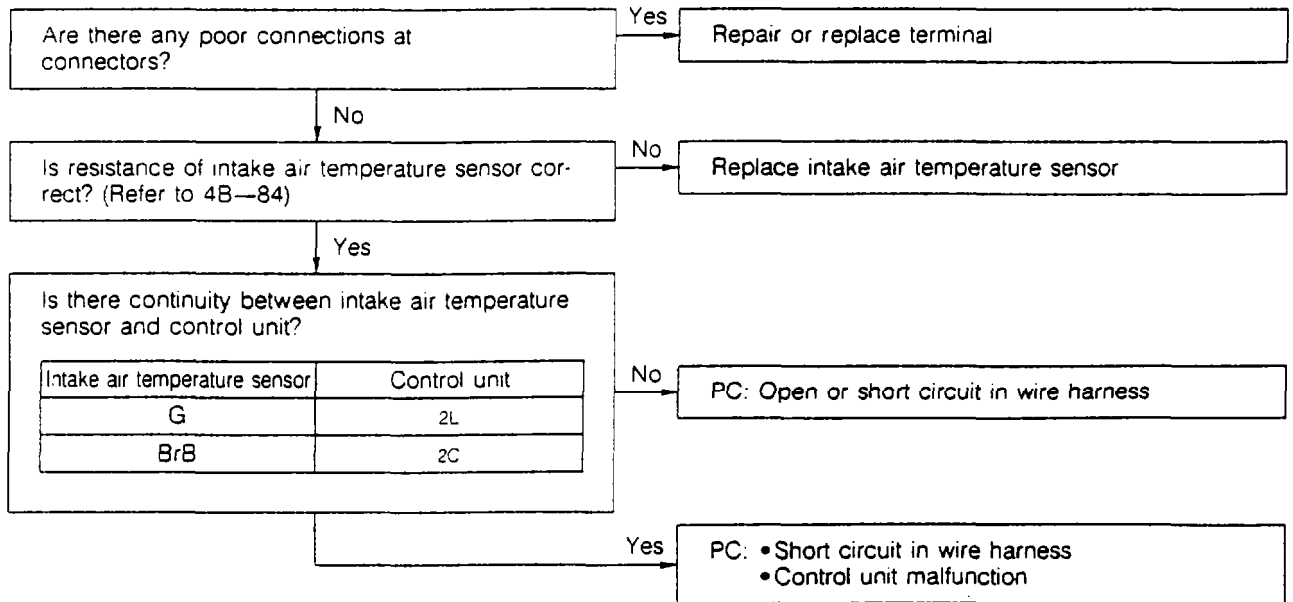 Are there any poor connections at
connectors?
Yes
Repair or replace terminal
No
Is resistance of intake air temperature sensor cor-
rect? (Refer to 4B—84)
No
Replace intake air temperature sensor
Yes
Is there continuity between intake air temperature
sensor and control unit?
Intake air temperature sensor Control unit
G 2L
BrB 2C
No
PC: Open or short circuit in wire harness
Yes
PC: •Short circuit in wire harness
•Control unit malfunction